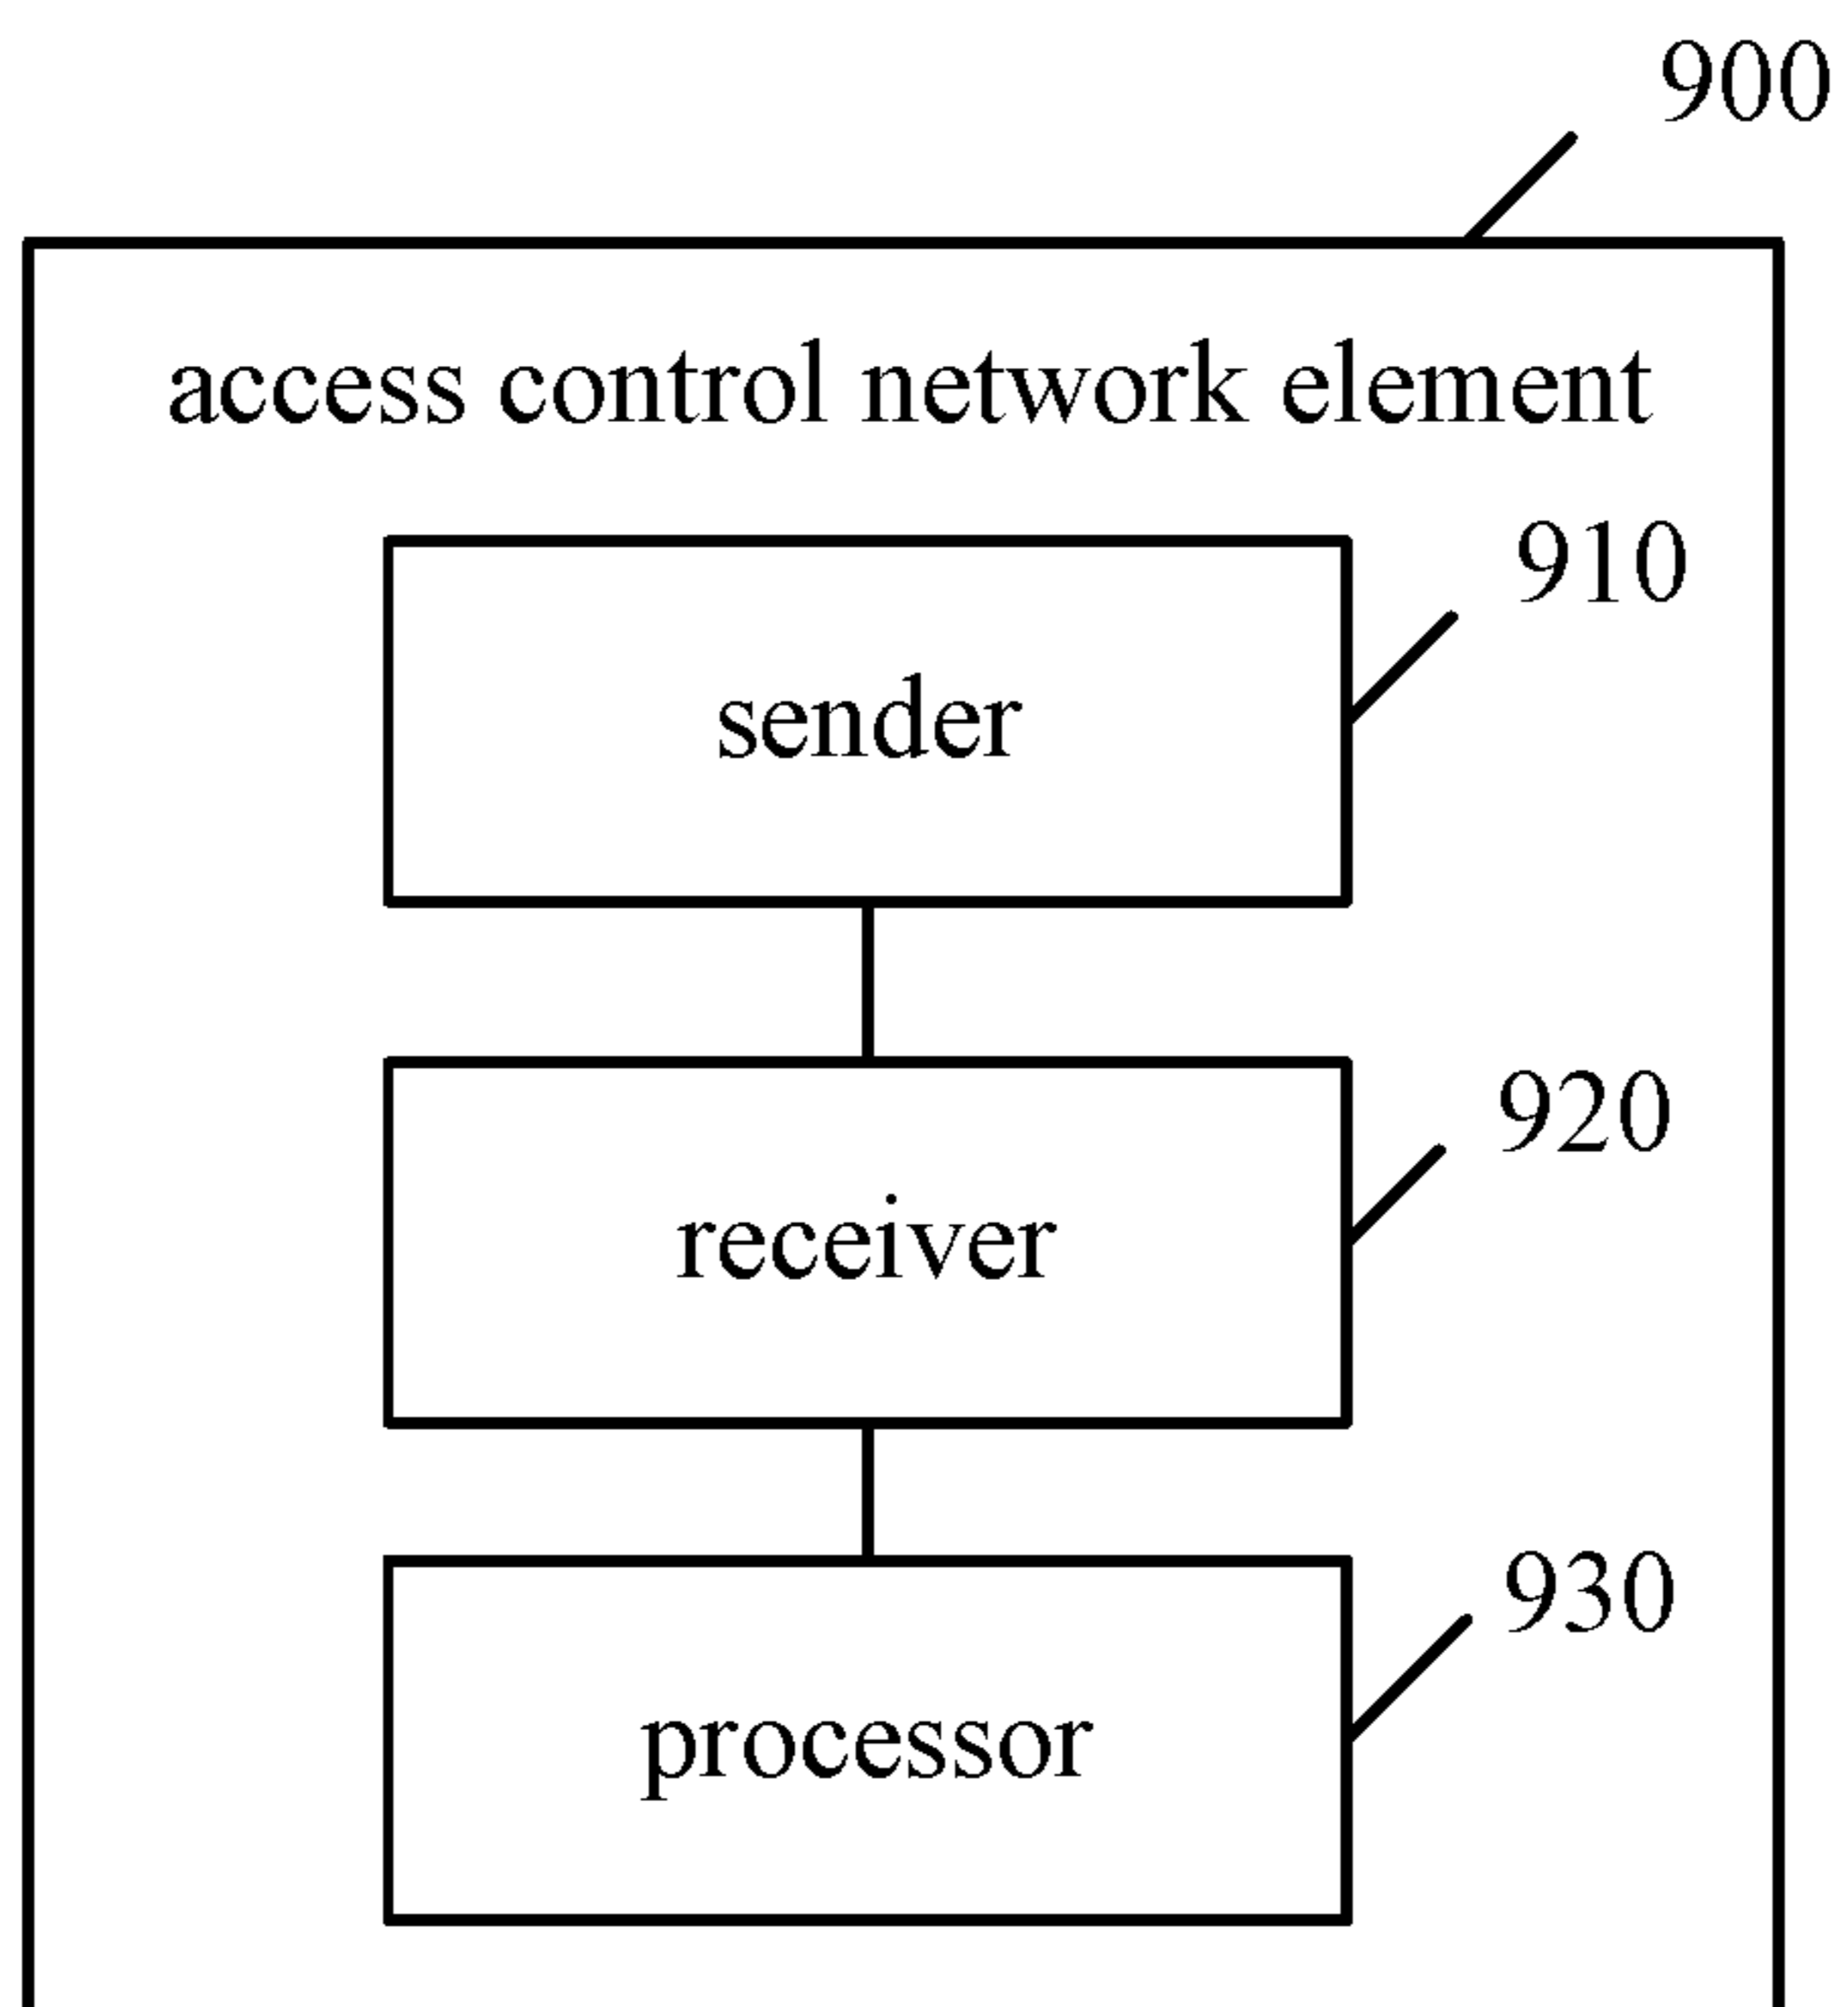 900
access control network element
910
sender
920
receiver
930
processor